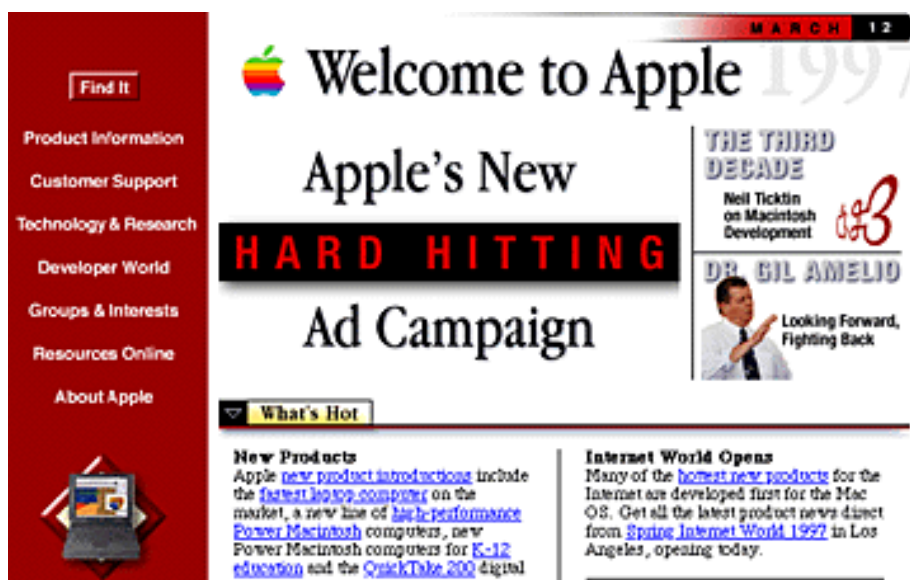 MARCH 12
1997
Welcome to Apple
Find It
Product Information
Customer Support
Technology & Research
Developer World
Groups & Interests
Resources Online
About Apple
Apple's New
HARD HITTING
Ad Campaign
THE THIRD
DECADE
Neil Ticktin
on Macintosh
Development
3
DR. GIL AMELIO
Looking Forward,
Fighting Back
What's Hot
New Products
Apple new product introductions include
the fastest laptop computer on the
market, a new line of high-performance
Power Macintosh computers, new
Power Macintosh computers for K-12
education and the QuickTake 200 digital
Internet World Opens
Many of the hottest new products for the
Internet are developed first for the Mac
OS. Get all the latest product news direct
from Spring Internet World 1997 in Los
Angeles, opening today.